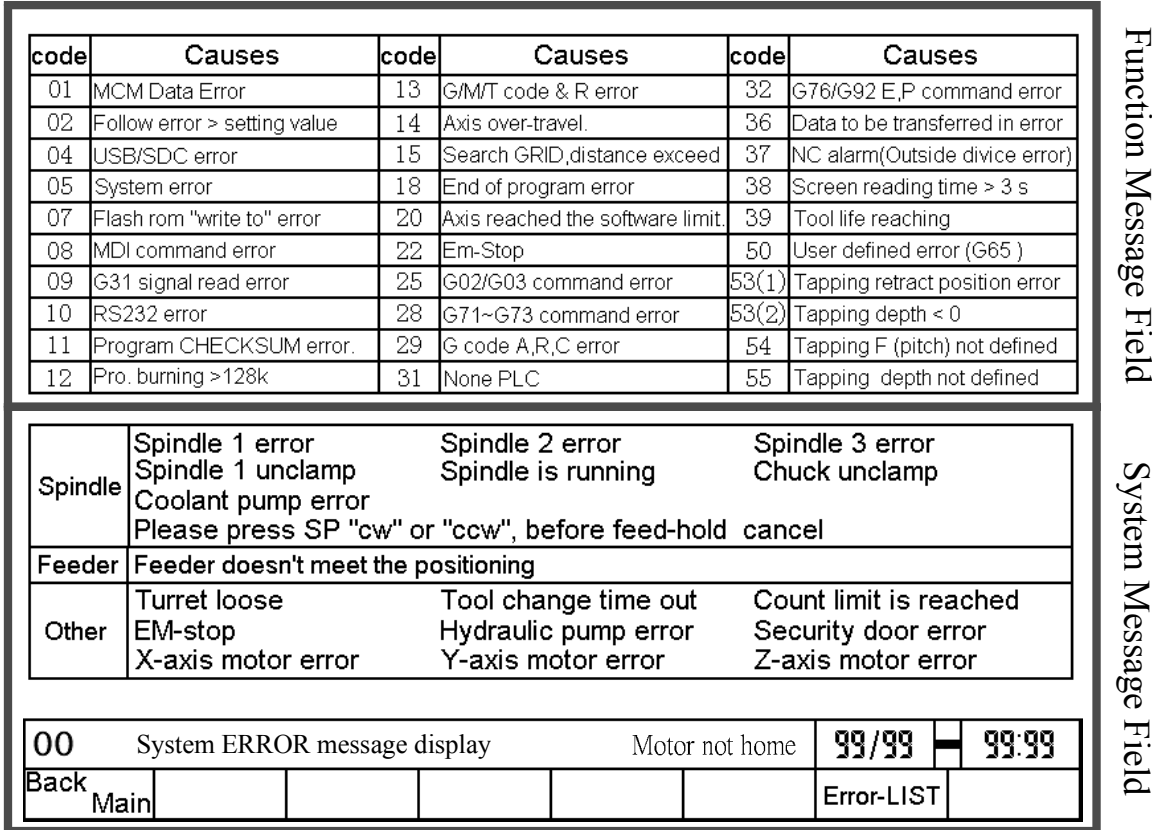 code Causes code Causes code Causes
01 MCM Data Error 13 G/M/T code & R error 32 G76/G92 E,P command error
02 Follow error > setting value 14 Axis over-travel. 36 Data to be transferred in error
04 USB/SDC error 15 Search GRID,distance exceed 37 NC alarm(Outside divice error)
05 System error 18 End of program error 38 Screen reading time > 3 s
07 Flash rom "write to" error 20 Axis reached the software limit. 39 Tool life reaching
08 MDI command error 22 Em-Stop 50 User defined error (G65 )
09 G31 signal read error 25 G02/G03 command error 53(1) Tapping retract position error
10 RS232 error 28 G71~G73 command error 53(2) Tapping depth < 0
11 Program CHECKSUM error. 29 G code A,R,C error 54 Tapping F (pitch) not defined
12 Pro. burning >128k 31 None PLC 55 Tapping depth not defined
Function Message Field
Spindle
Spindle 1 error Spindle 2 error Spindle 3 error
Spindle 1 unclamp Spindle is running Chuck unclamp
Coolant pump error
Please press SP "cw" or "ccw", before feed-hold cancel
Feeder Feeder doesn't meet the positioning
Other
Turret loose Tool change time out Count limit is reached
EM-stop Hydraulic pump error Security door error
X-axis motor error Y-axis motor error Z-axis motor error
System Message Field
00 System ERROR message display Motor not home 99/99 - 99:99
Back Main Error-LIST